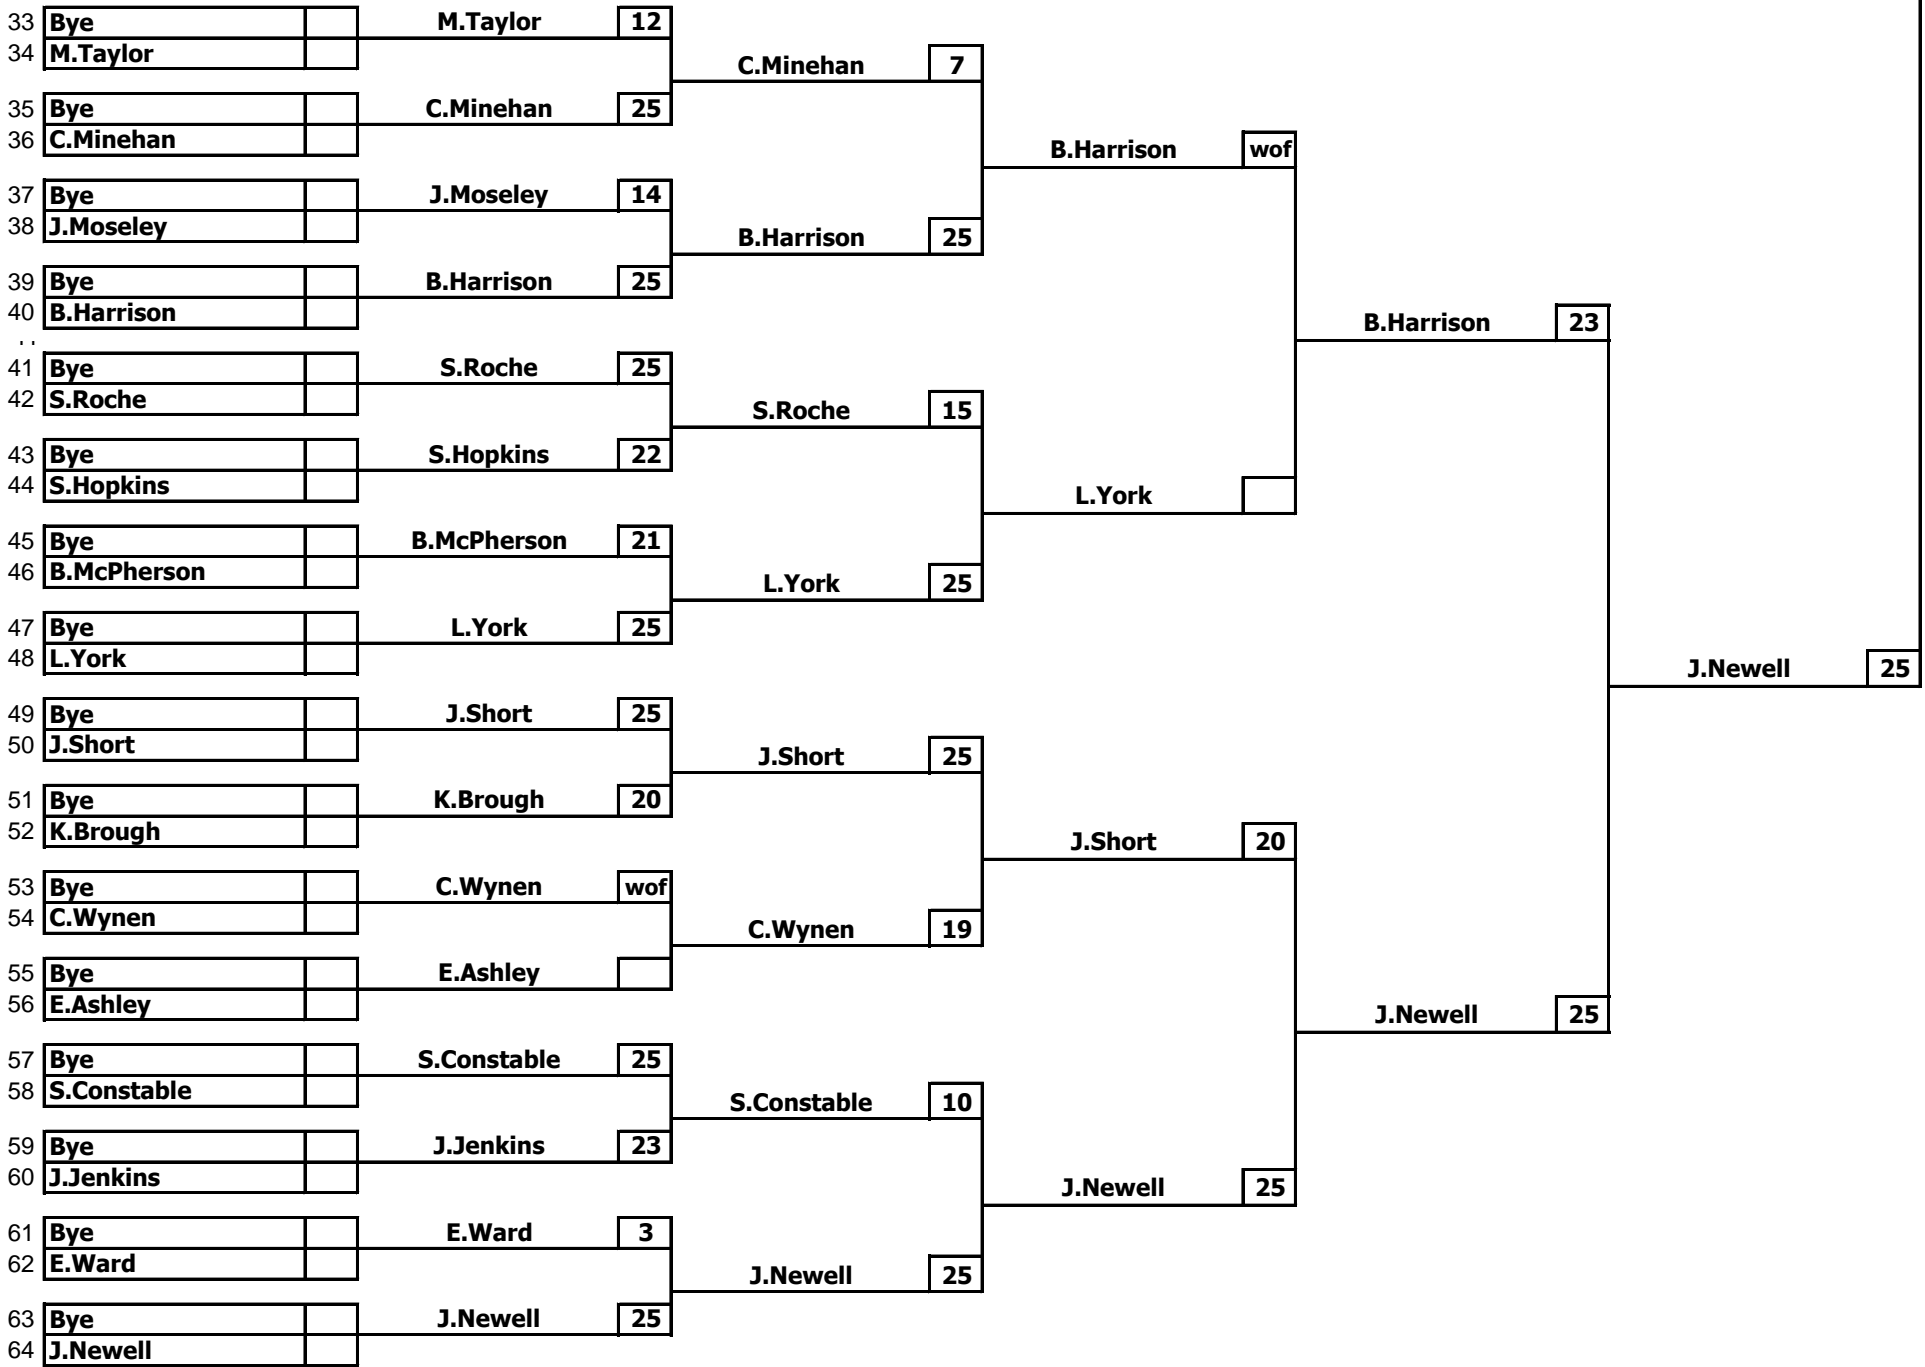 33 Bye M.Taylor 12
34 M.Taylor
C.Minehan 7
35 Bye C.Minehan 25
36 C.Minehan
B.Harrison wof
37 Bye J.Moseley 14
38 J.Moseley
B.Harrison 25
39 Bye B.Harrison 25
40 B.Harrison
B.Harrison 23
41 Bye S.Roche 25
42 S.Roche
S.Roche 15
43 Bye S.Hopkins 22
44 S.Hopkins
L.York
45 Bye B.McPherson 21
46 B.McPherson
L.York 25
47 Bye L.York 25
48 L.York
J.Newell 25
49 Bye J.Short 25
50 J.Short
J.Short 25
51 Bye K.Brough 20
52 K.Brough
J.Short 20
53 Bye C.Wynen wof
54 C.Wynen
C.Wynen 19
55 Bye E.Ashley
56 E.Ashley
J.Newell 25
57 Bye S.Constable 25
58 S.Constable
S.Constable 10
59 Bye J.Jenkins 23
60 J.Jenkins
J.Newell 25
61 Bye E.Ward 3
62 E.Ward
J.Newell 25
63 Bye J.Newell 25
64 J.Newell